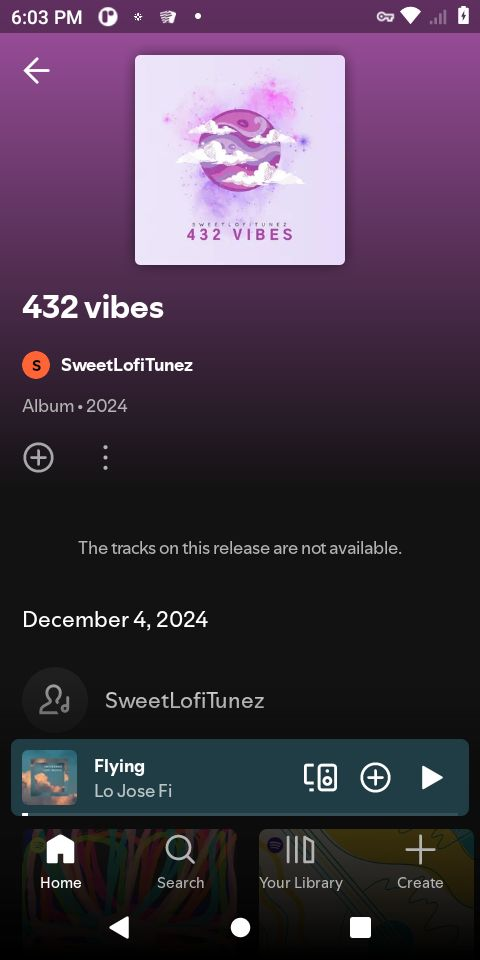 6:03 PM
SWEETLOFITUNEZ
432 VIBES
432 vibes
S
SweetLofiTunez
Album • 2024
The tracks on this release are not available.
December 4, 2024
SweetLofiTunez
Flying
Lo Jose Fi
Home
Search
Your Library
Create